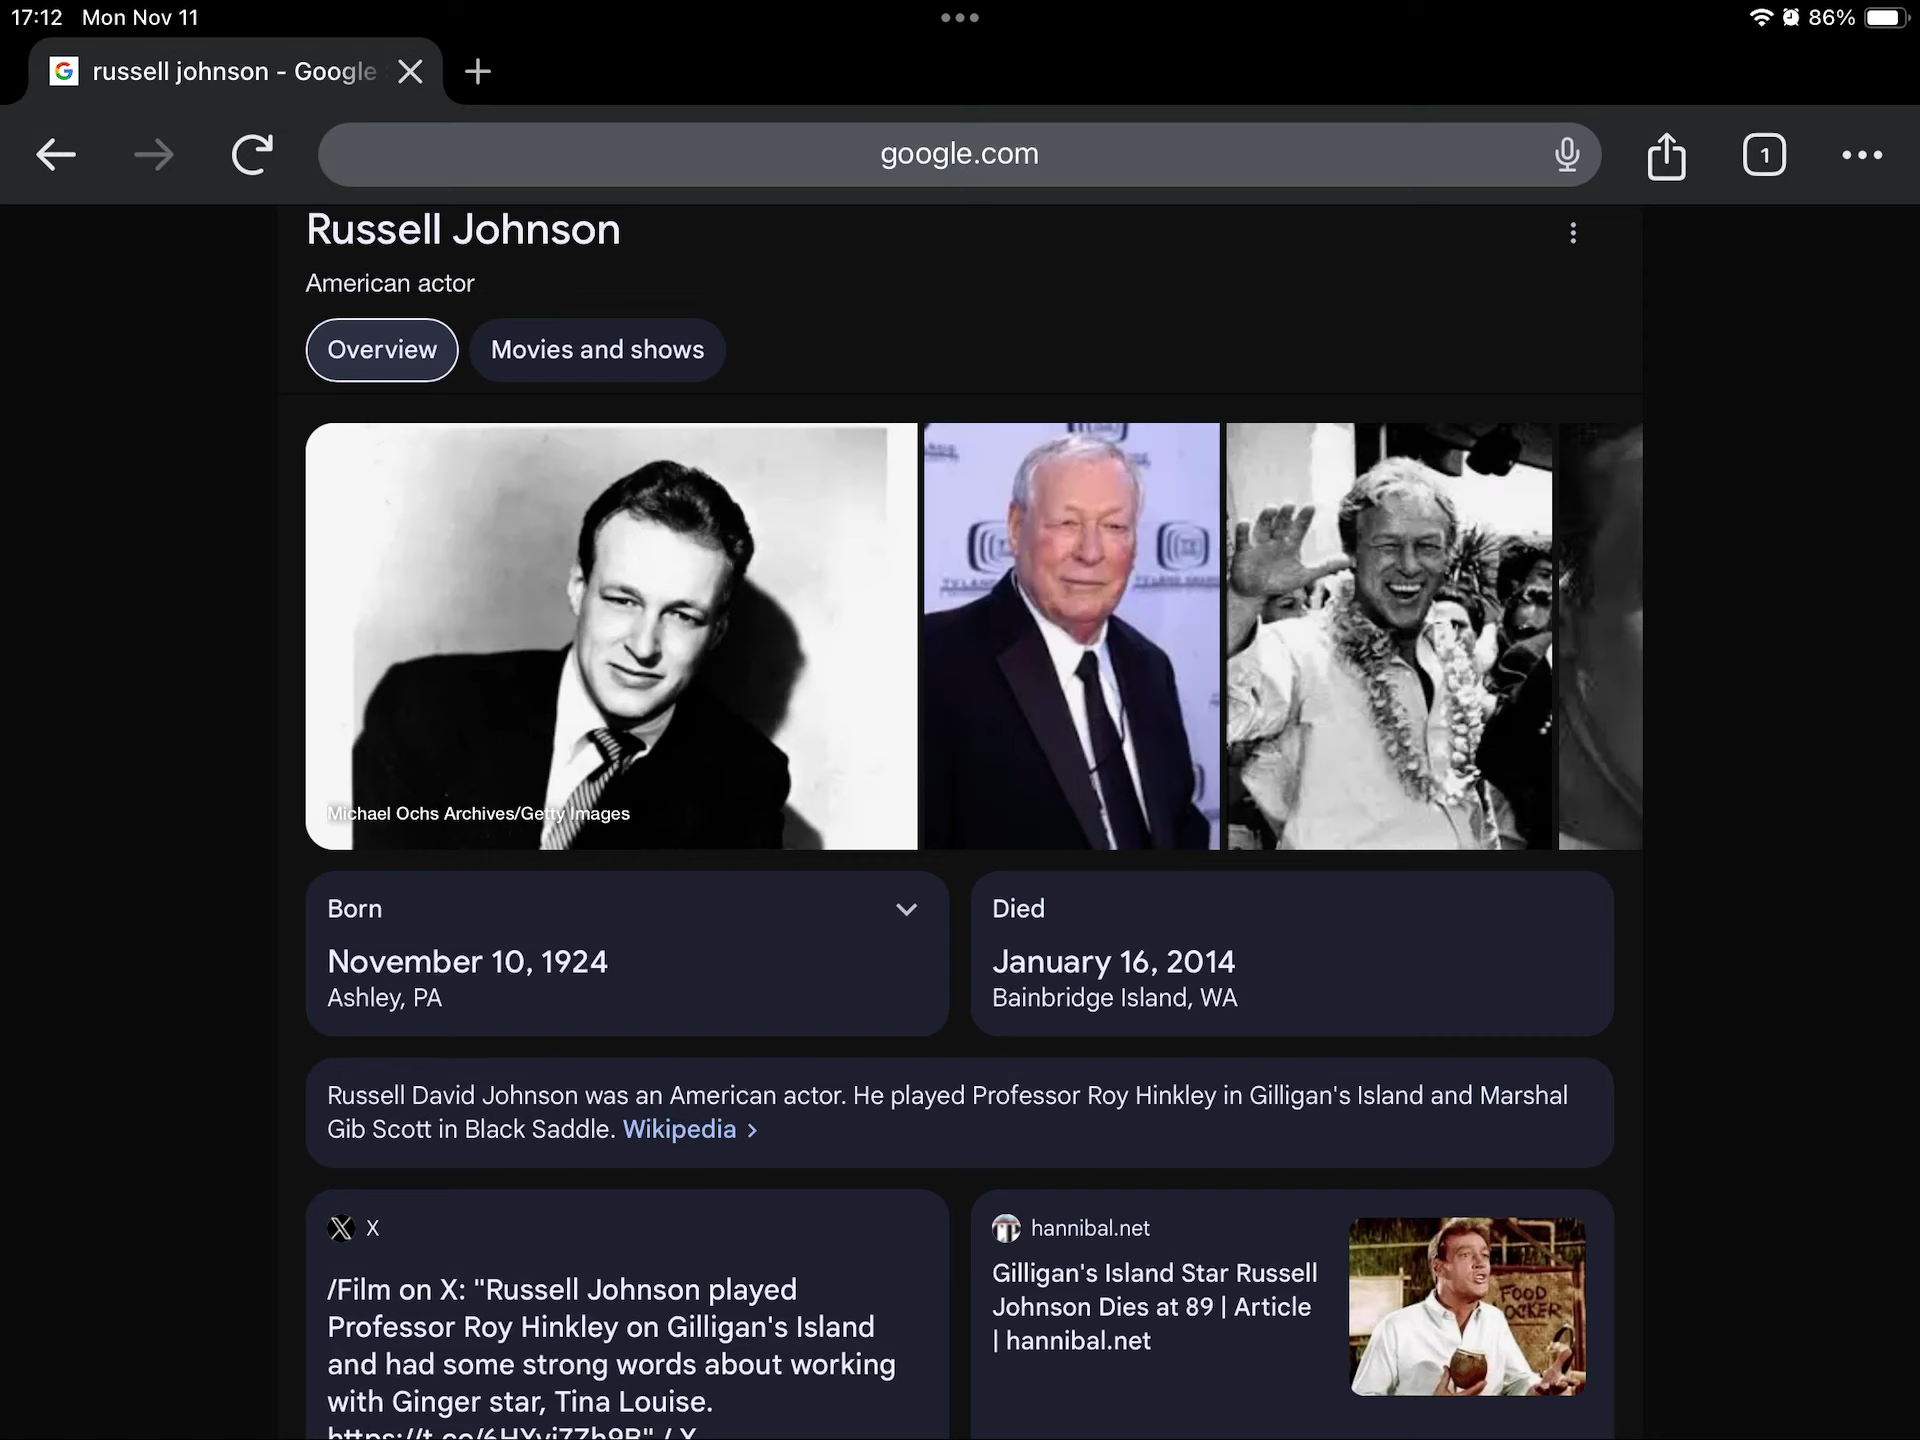 17:12 Mon Nov 11
86%
russell johnson - Google
google.com
1
Russell Johnson
American actor
Overview
Movies and shows
Michael Ochs Archives/Getty Images
TV LAND
Born
November 10, 1924
Ashley, PA
Died
January 16, 2014
Bainbridge Island, WA
Russell David Johnson was an American actor. He played Professor Roy Hinkley in Gilligan's Island and Marshal
Gib Scott in Black Saddle. Wikipedia
X
/Film on X: "Russell Johnson played
Professor Roy Hinkley on Gilligan's Island
and had some strong words about working
with Ginger star, Tina Louise.
hannibal.net
Gilligan's Island Star Russell
Johnson Dies at 89 | Article
| hannibal.net
FOOD